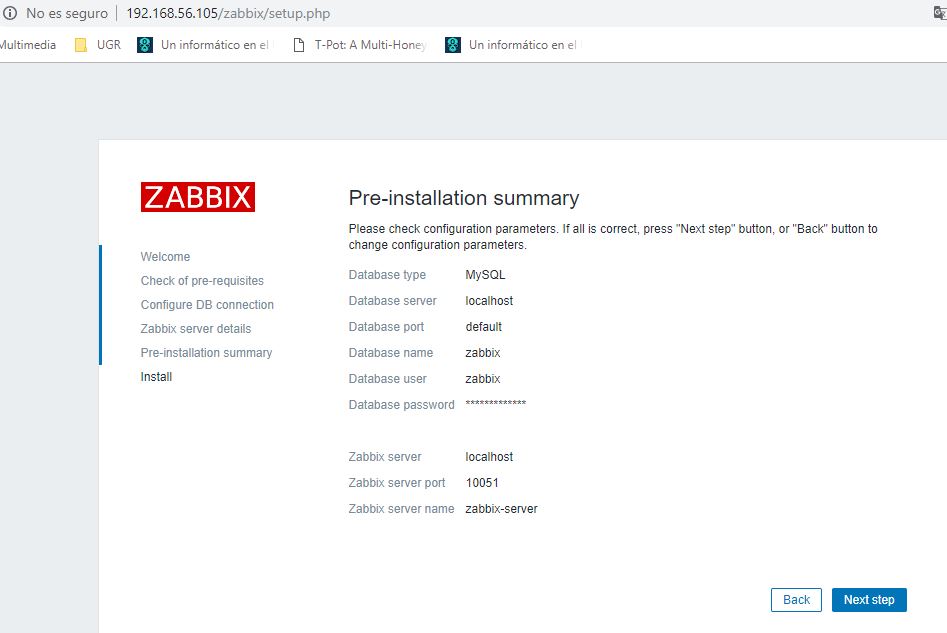 No es seguro 192.168.56.105/zabbix/setup.php
Multimedia UGR Un informático en el T-Pot: A Multi-Honey Un informático en el
ZABBIX
Welcome
Check of pre-requisites
Configure DB connection
Zabbix server details
Pre-installation summary
Install
Pre-installation summary
Please check configuration parameters. If all is correct, press "Next step" button, or "Back" button to
change configuration parameters.
Database type MySQL
Database server localhost
Database port default
Database name zabbix
Database user zabbix
Database password *************
Zabbix server localhost
Zabbix server port 10051
Zabbix server name zabbix-server
Back Next step